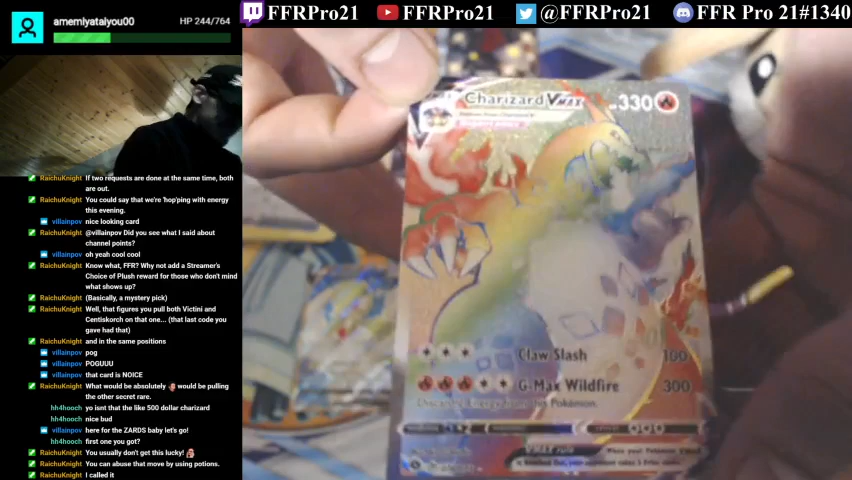 amemiyataiyou00
HP 244/764
FFRPro21
FFRPro21
@FFRPro21
FFR Pro 21#1340
RaichuKnight If two requests are done at the same time, both
are out.
RaichuKnight You could say that we're 'hop'ping with energy
this evening.
villainpov nice looking card
RaichuKnight @villainpov Did you see what I said about
channel points?
villainpov oh yeah cool cool
RaichuKnight Know what, FFR? Why not add a Streamer's
Choice of Plush reward for those who don't mind
what shows up?
RaichuKnight (Basically, a mystery pick)
RaichuKnight Well, that figures you pull both Victini and
Centiskorch on that one... (that last code you
gave had that)
RaichuKnight and in the same positions
villainpov pog
villainpov POGUUU
villainpov that card is NOICE
RaichuKnight What would be absolutely would be pulling
the other secret rare.
hh4hooch yo isnt that the like 500 dollar charizard
hh4hooch nice bud
villainpov here for the ZARDS baby let's go!
hh4hooch first one you got?
RaichuKnight You usually don't get this lucky!
RaichuKnight You can abuse that move by using potions.
RaichuKnight I called it
Charizard VMAX
330
Claw Slash 100
G-Max Wildfire 300
Energy from this Pokémon.
VMAX rule